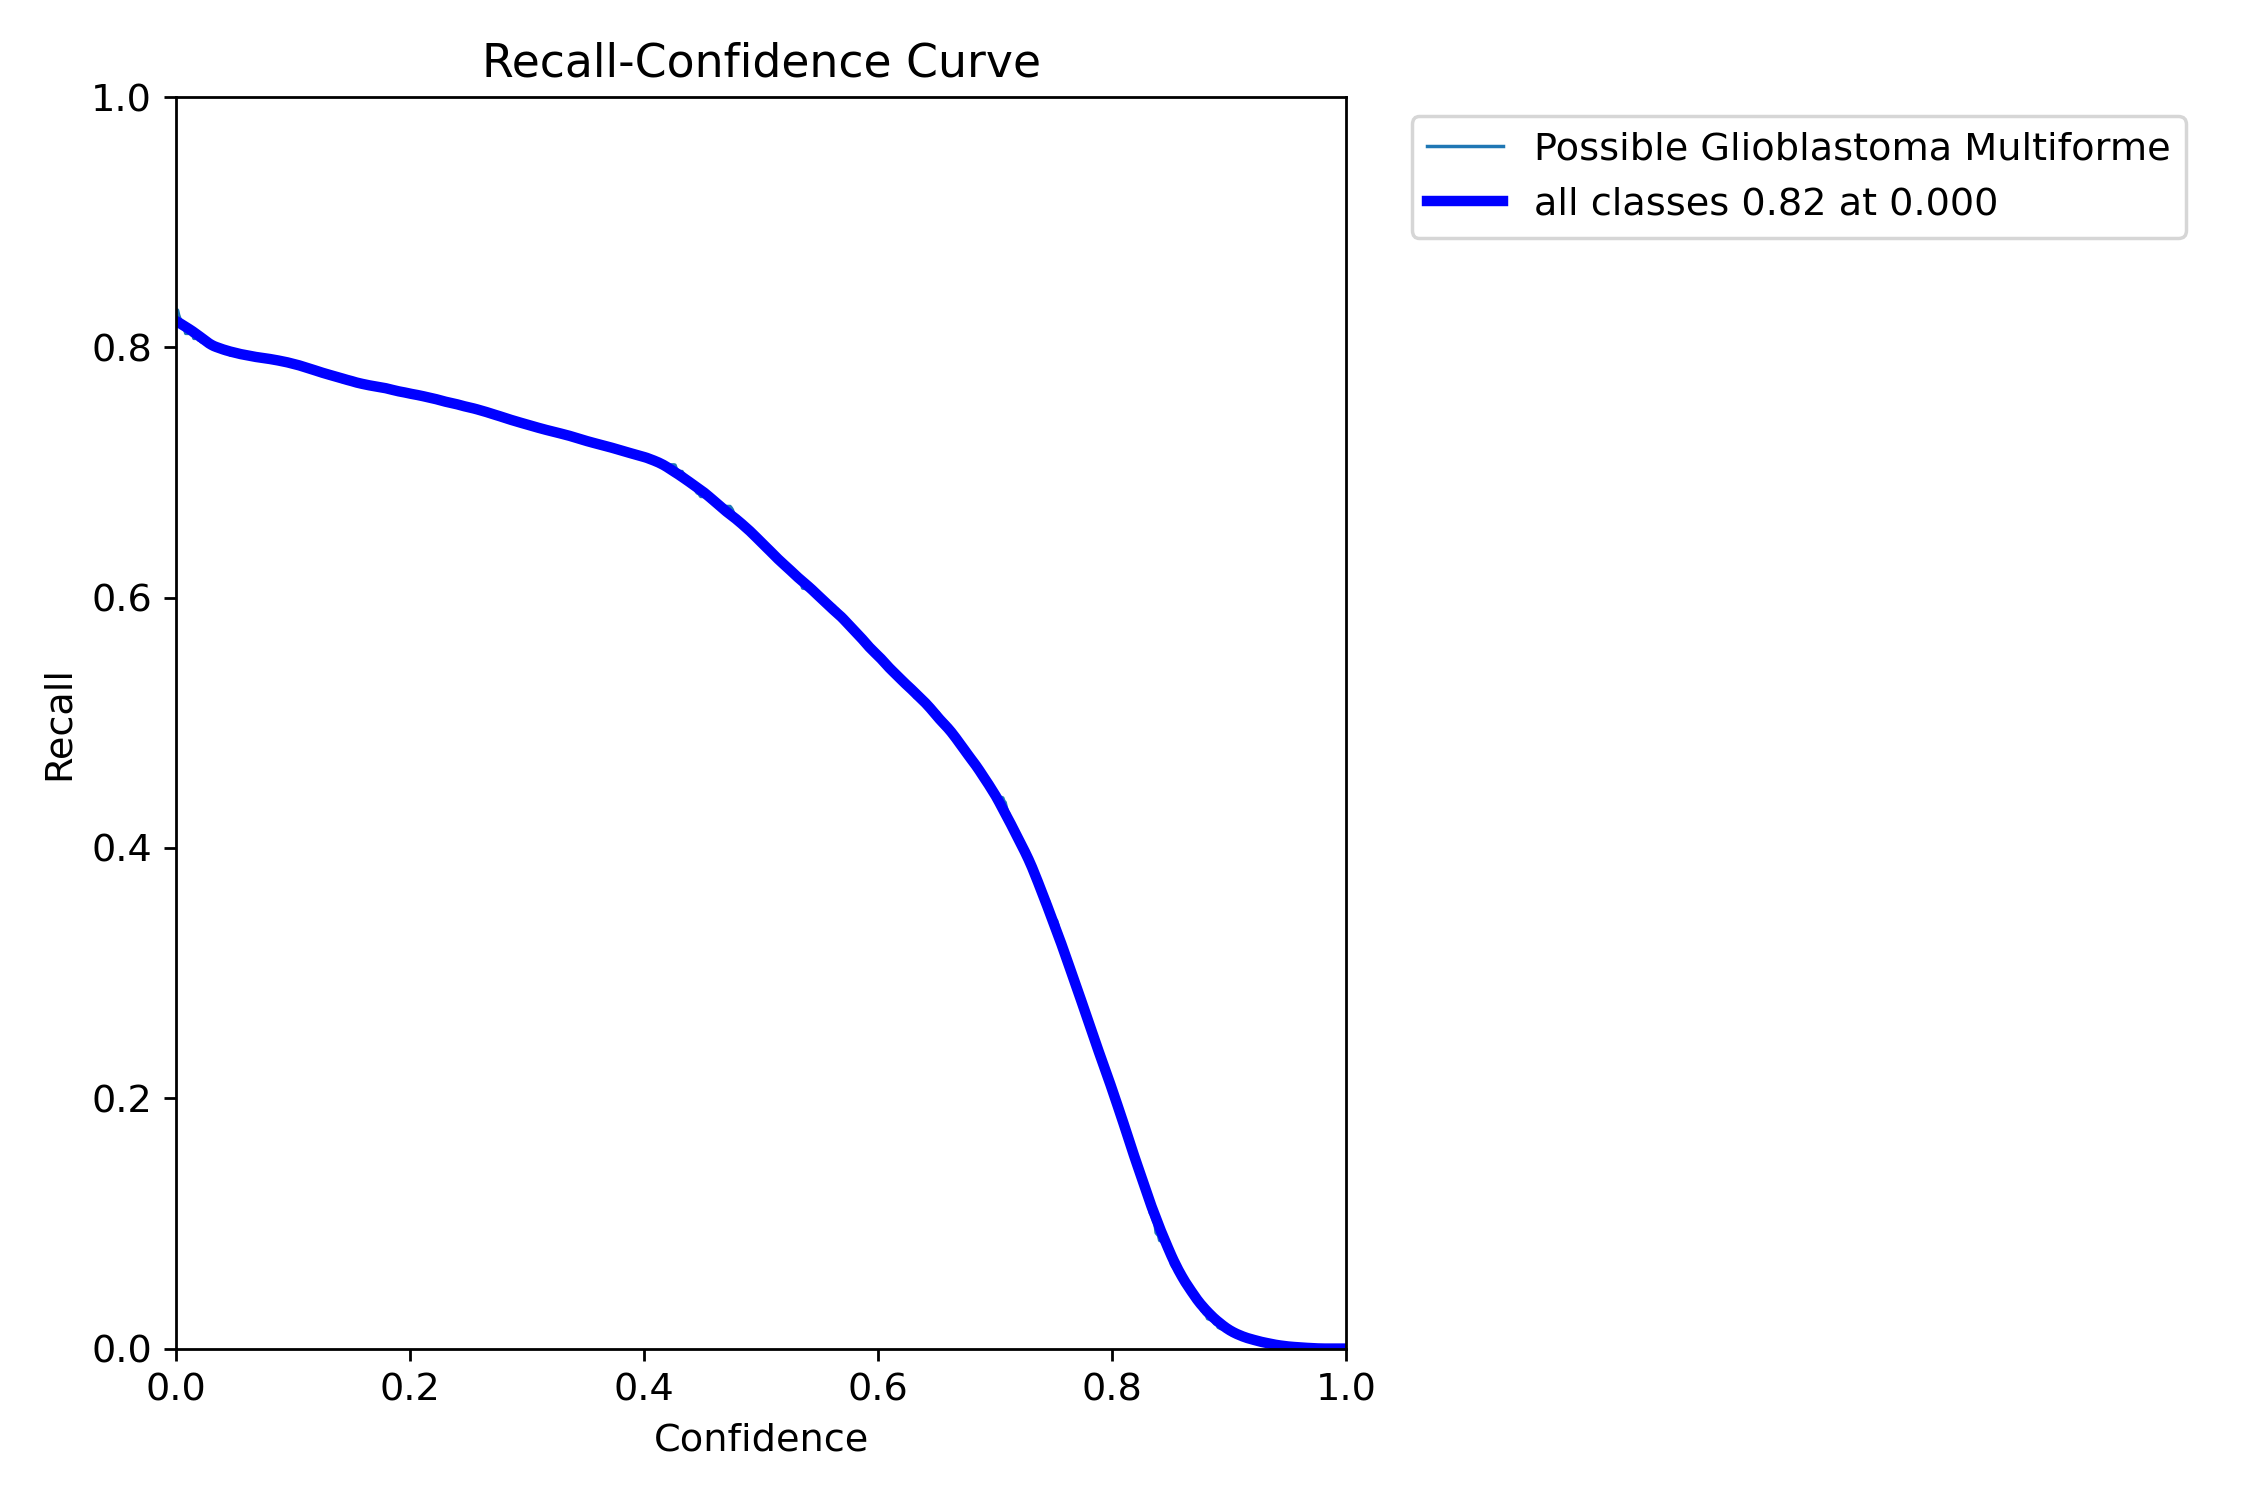 Recall-Confidence Curve
1.0
0.8
0.6
0.4
0.2
0.0
Recall
0.0 0.2 0.4 0.6 0.8 1.0
Confidence
Possible Glioblastoma Multiforme
all classes 0.82 at 0.000